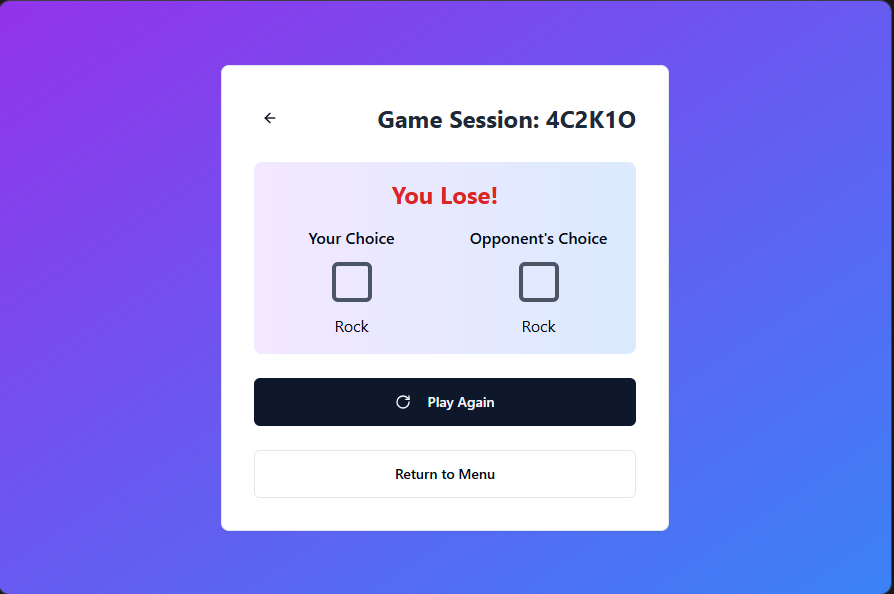 Game Session: 4C2K1O
You Lose!
Your Choice
Opponent's Choice
Rock
Rock
Play Again
Return to Menu